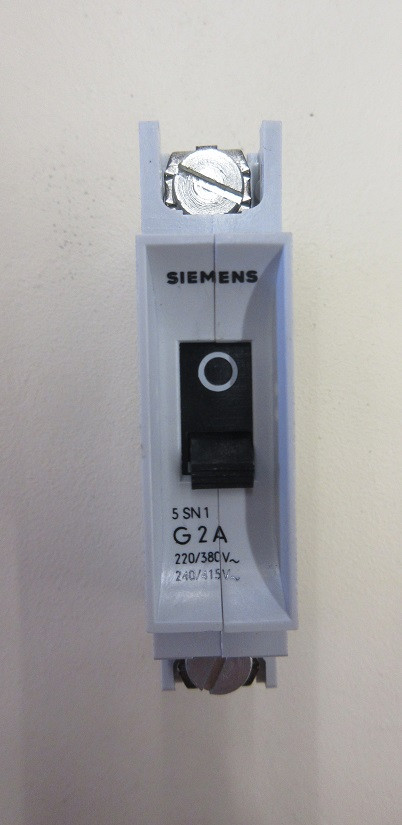 SIEMENS
O
5 SN 1
G 2 A
220/380V~
240/415V~